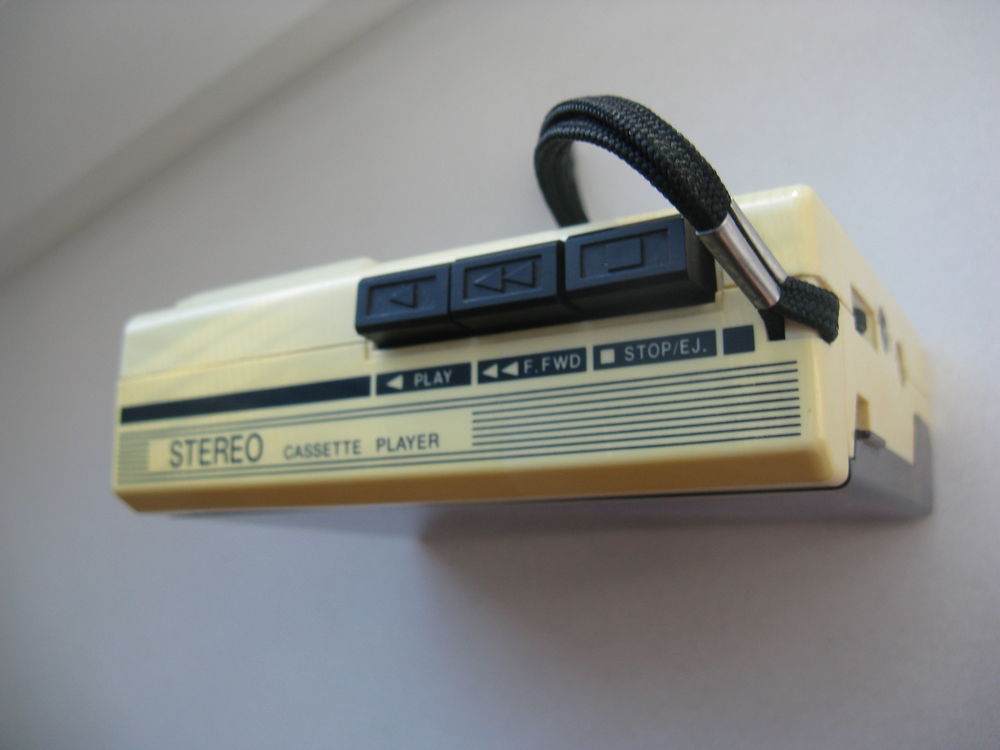 PLAY F.FWD STOP/EJ.
STEREO CASSETTE PLAYER